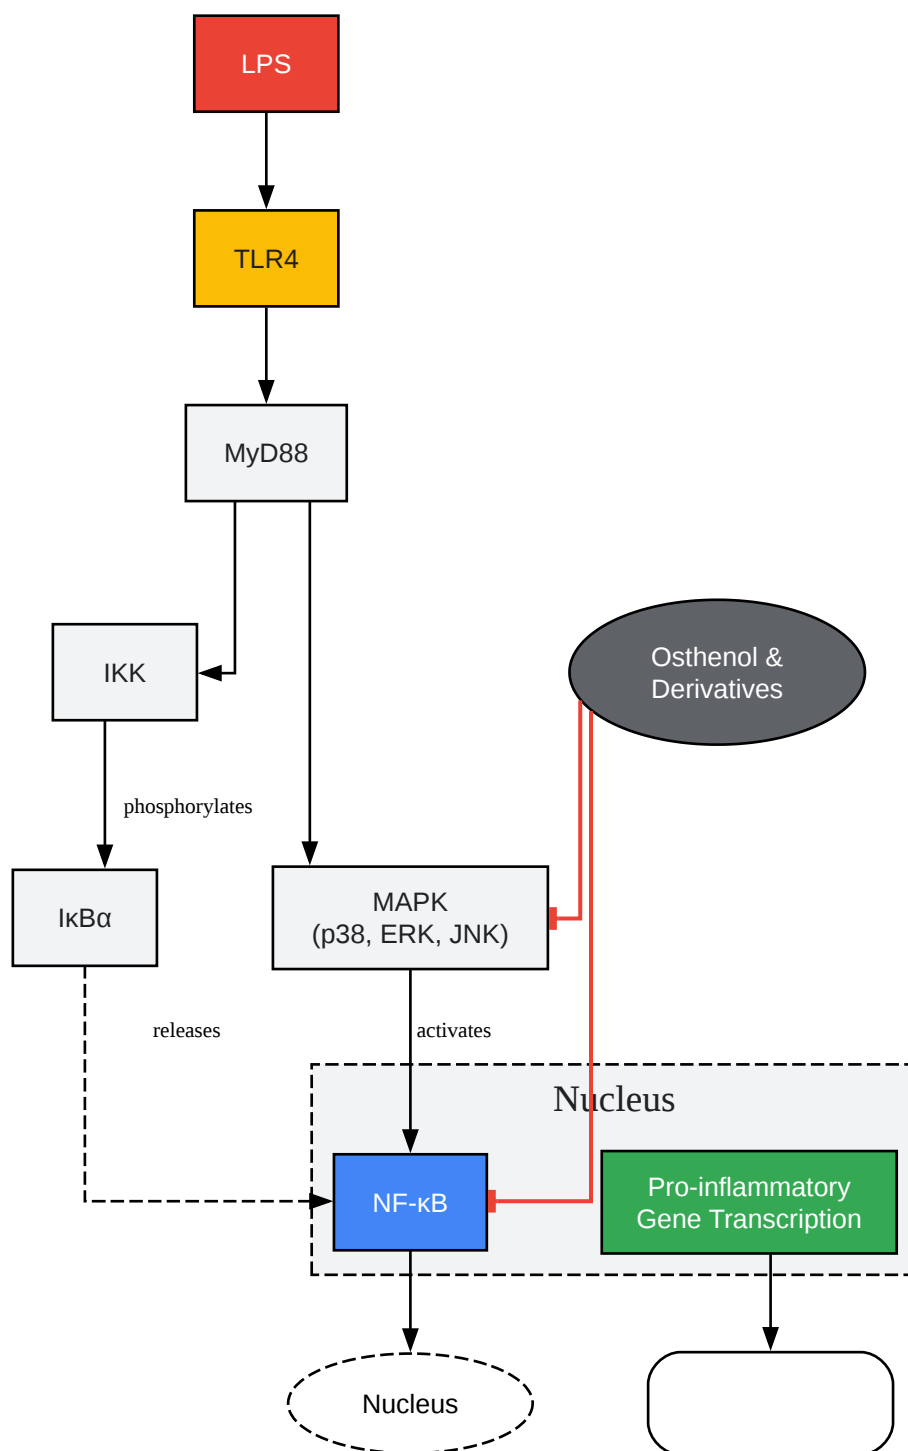 LPS
TLR4
MyD88
IKK
Osthenol &
Derivatives
phosphorylates
IκBα
MAPK
(p38, ERK, JNK)
releases
activates
Nucleus
NF-κB
Pro-inflammatory
Gene Transcription
Nucleus